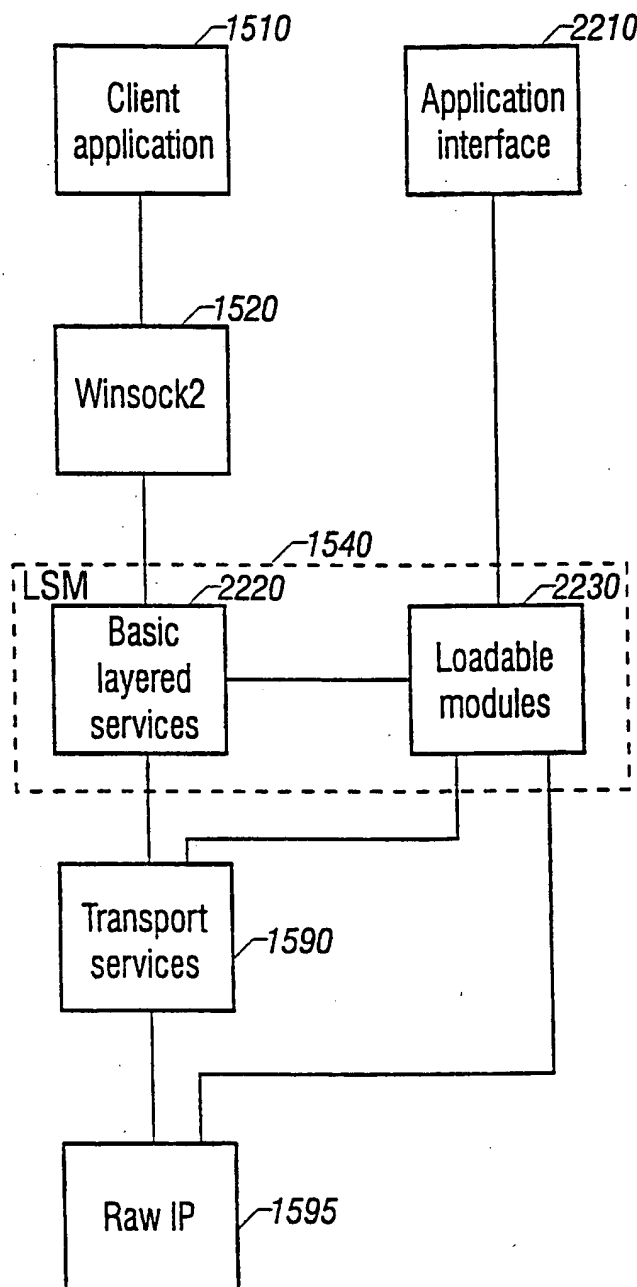 1510
2210
Client
application
Application
interface
1520
Winsock2
1540
LSM
2220
2230
Basic
layered
services
Loadable
modules
Transport
services
1590
Raw IP
1595